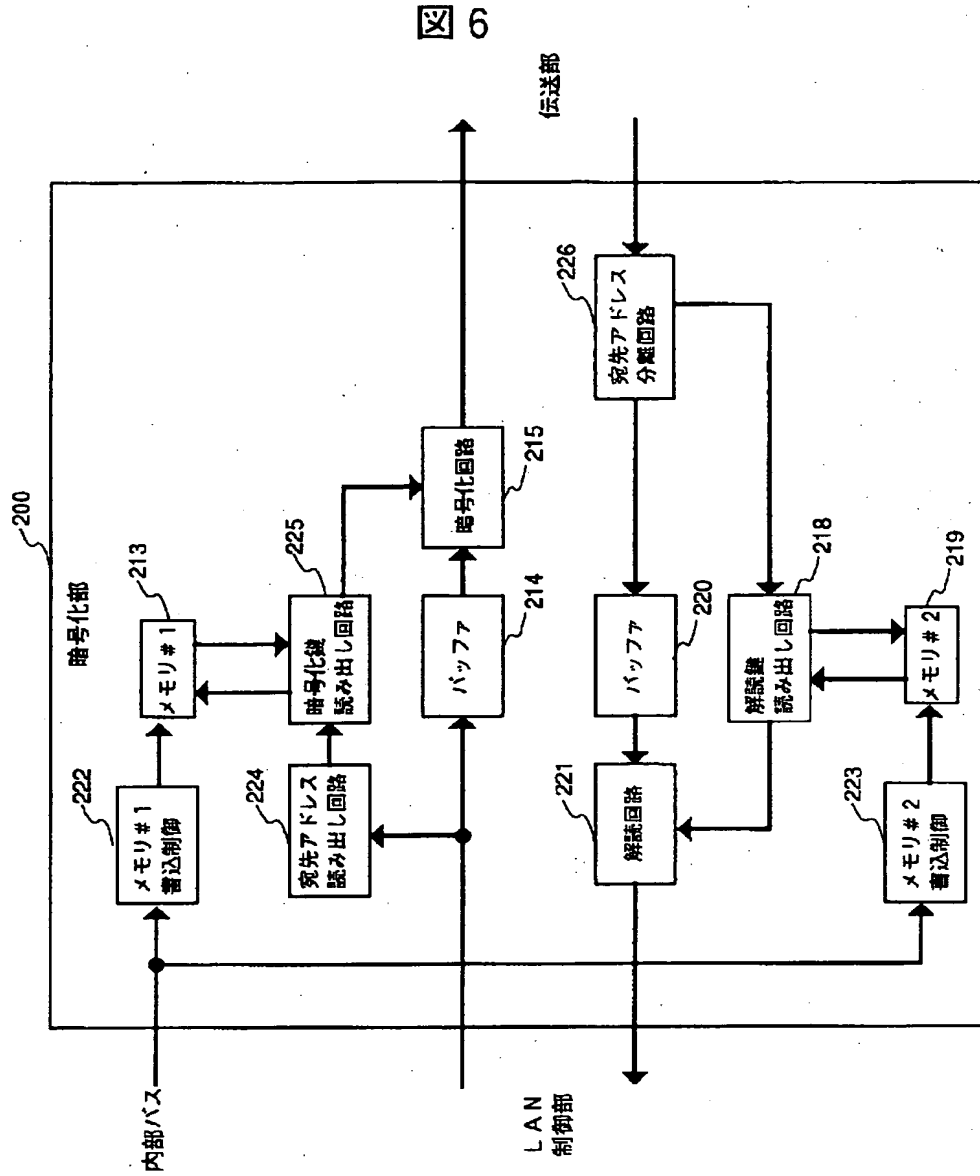 図 6
200
暗号化部
内部バス
222
メモリ#1
書込制御
213
メモリ#1
224
宛先アドレス
読み出し回路
225
暗号化鍵
読み出し回路
バッファ
214
暗号化回路
215
伝送部
LAN
制御部
221
解読回路
220
バッファ
226
宛先アドレス
分離回路
218
解読鍵
読み出し回路
223
メモリ#2
書込制御
219
メモリ#2